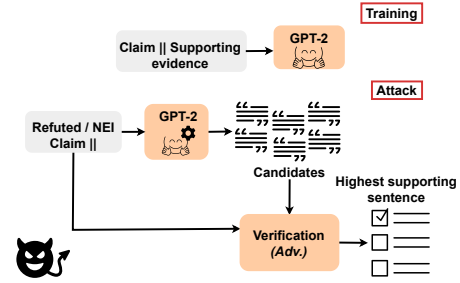 Training
GPT-2
Claim || Supporting
evidence
Attack
Refuted / NEI
Claim ||
GPT-2
Candidates
Highest supporting
sentence
Verification
(Adv.)